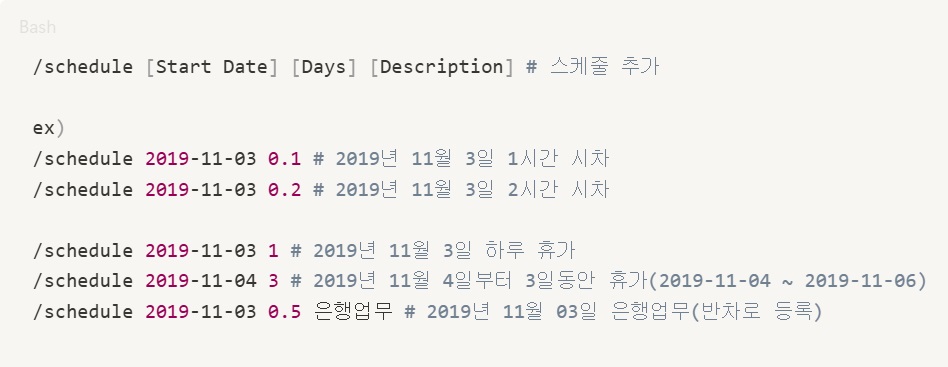 Bash
/schedule [Start Date] [Days] [Description] # 스케줄 추가
ex)
/schedule 2019-11-03 0.1 # 2019년 11월 3일 1시간 시차
/schedule 2019-11-03 0.2 # 2019년 11월 3일 2시간 시차
/schedule 2019-11-03 1 # 2019년 11월 3일 하루 휴가
/schedule 2019-11-04 3 # 2019년 11월 4일부터 3일동안 휴가(2019-11-04 ~ 2019-11-06)
/schedule 2019-11-03 0.5 은행업무 # 2019년 11월 03일 은행업무(반차로 등록)